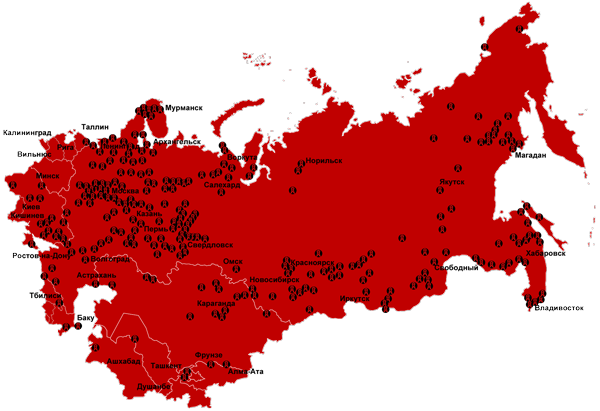 Мурманск
Таллин
Калининград
Рига
Ленинград
Архангельск
Вильнюс
Воркута
Норильск
Магадан
Минск
Салехард
Якутск
Москва
Киев
Казань
Кишинев
Пермь
Свердловск
Ростов-на-Дону
Волгоград
Омск
Красноярск
Свободный
Хабаровск
Астрахань
Новосибирск
Тбилиси
Караганда
Иркутск
Владивосток
Баку
Фрунзе
Ашхабад
Ташкент
Алма-Ата
Душанбе